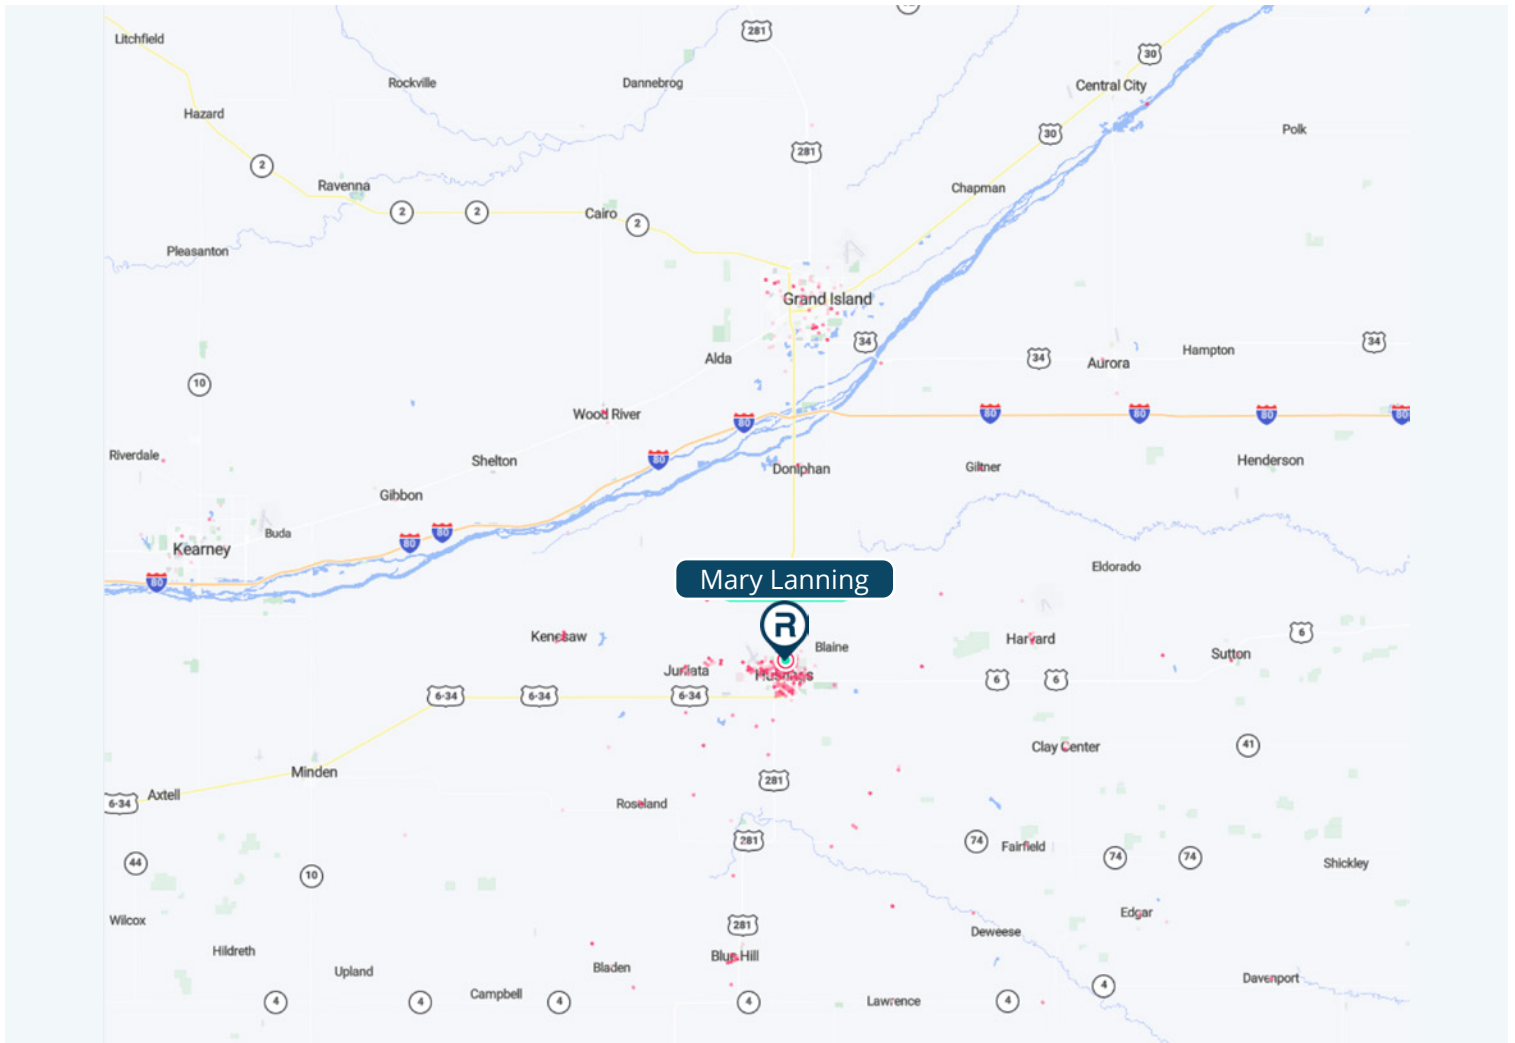 281
30
Litchfield
Rockville
Dannebrog
Central City
Hazard
30
Polk
281
2
Ravenna
Chapman
2
2
Cairo
2
Pleasanton
Grand Island
34
34
34
Alda
Hampton
Aurora
10
Wood River
80
80
80
80
80
Riverdale
Shelton
80
Doniphan
Giltner
Henderson
Gibbon
Buda
80
80
Kearney
Eldorado
80
Mary Lanning
R
Kenesaw
Blaine
Harvard
6
Juniata
Hastings
Sutton
6-34
6-34
6-34
6
6
Clay Center
41
Minden
281
Axtell
6-34
Roseland
281
74
Fairfield
74
74
Shickley
44
10
Wilcox
Edgar
281
Deweese
Hildreth
Blue Hill
Upland
Bladen
Davenport
4
Campbell
4
4
4
4
Lawrence
4
4